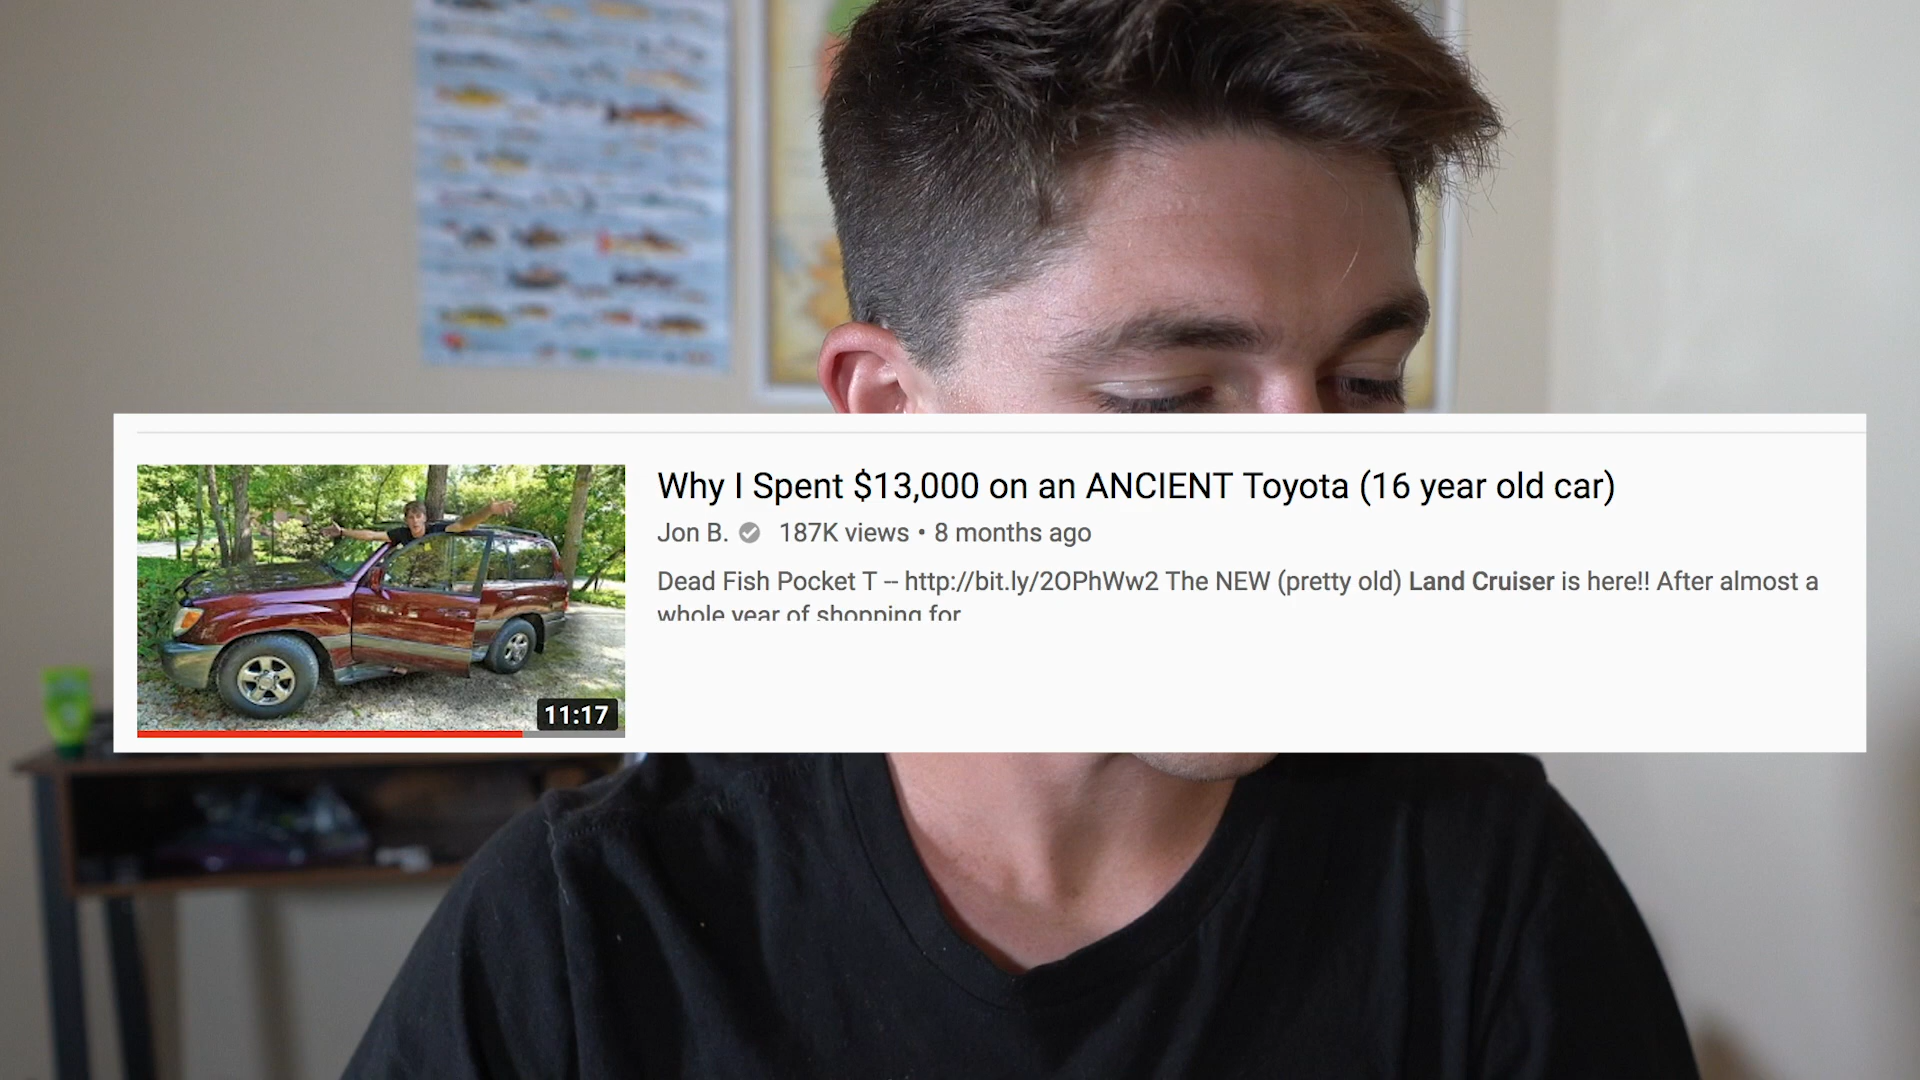 Why I Spent $13,000 on an ANCIENT Toyota (16 year old car)
Jon B. 187K views • 8 months ago
Dead Fish Pocket T -- http://bit.ly/2OPhWw2 The NEW (pretty old) Land Cruiser is here!! After almost a
whole year of shopping for
11:17